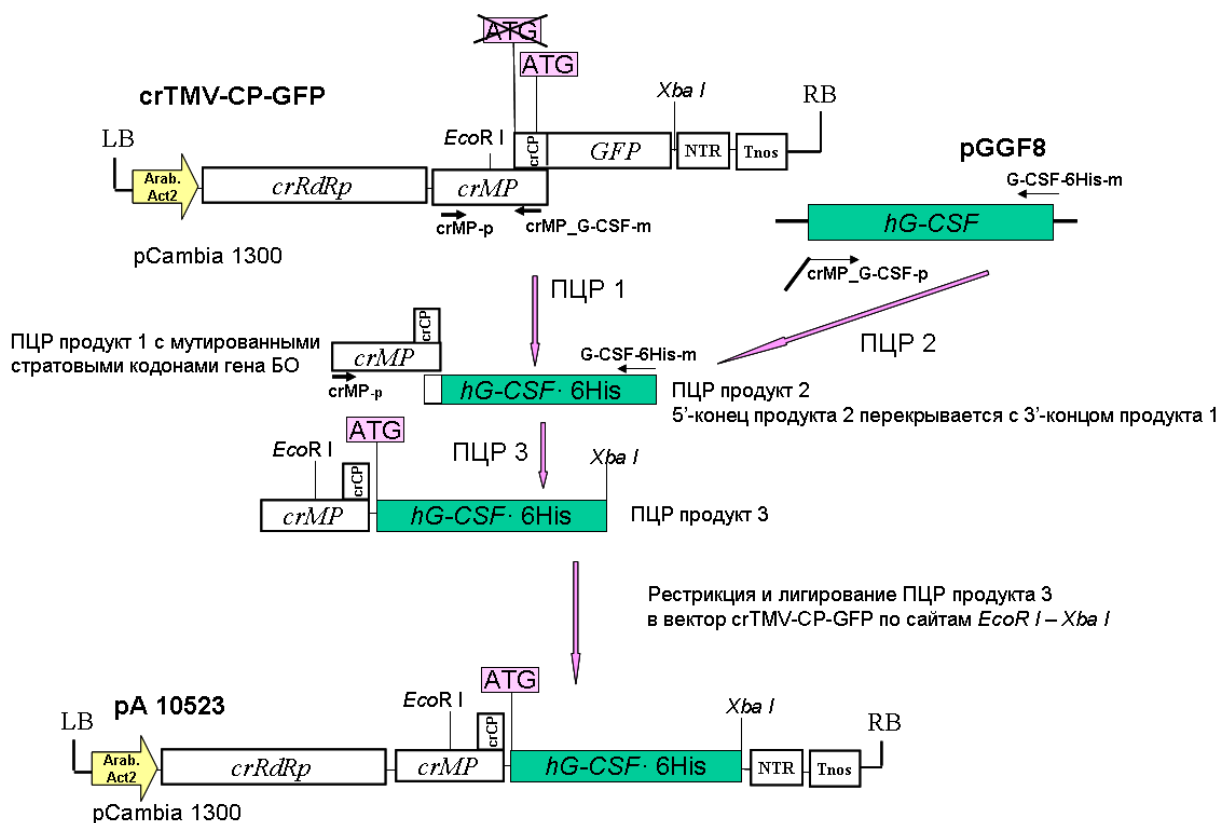 ATG
ATG
crTMV-CP-GFP
Xba I
RB
LB
EcoR I
crCP
GFP
NTR
Tnos
pGGF8
Arab.
Act2
crRdRp
crMP
G-CSF-6His-m
crMP-p
crMP_G-CSF-m
hG-CSF
pCambia 1300
crMP_G-CSF-p
ПЦР 1
ПЦР 2
ПЦР продукт 1 с мутированными
стратовыми кодонами гена БО
crCP
crMP
crMP-p
G-CSF-6His-m
hG-CSF· 6His
ПЦР продукт 2
5'-конец продукта 2 перекрывается с 3'-концом продукта 1
ATG
ПЦР 3
EcoR I
Xba I
crCP
crMP
hG-CSF· 6His
ПЦР продукт 3
Рестрикция и лигирование ПЦР продукта 3
в вектор crTMV-CP-GFP по сайтам EcoR I – Xba I
ATG
pA 10523
EcoR I
Xba I
LB
RB
crCP
Arab.
Act2
crRdRp
crMP
hG-CSF· 6His
NTR
Tnos
pCambia 1300